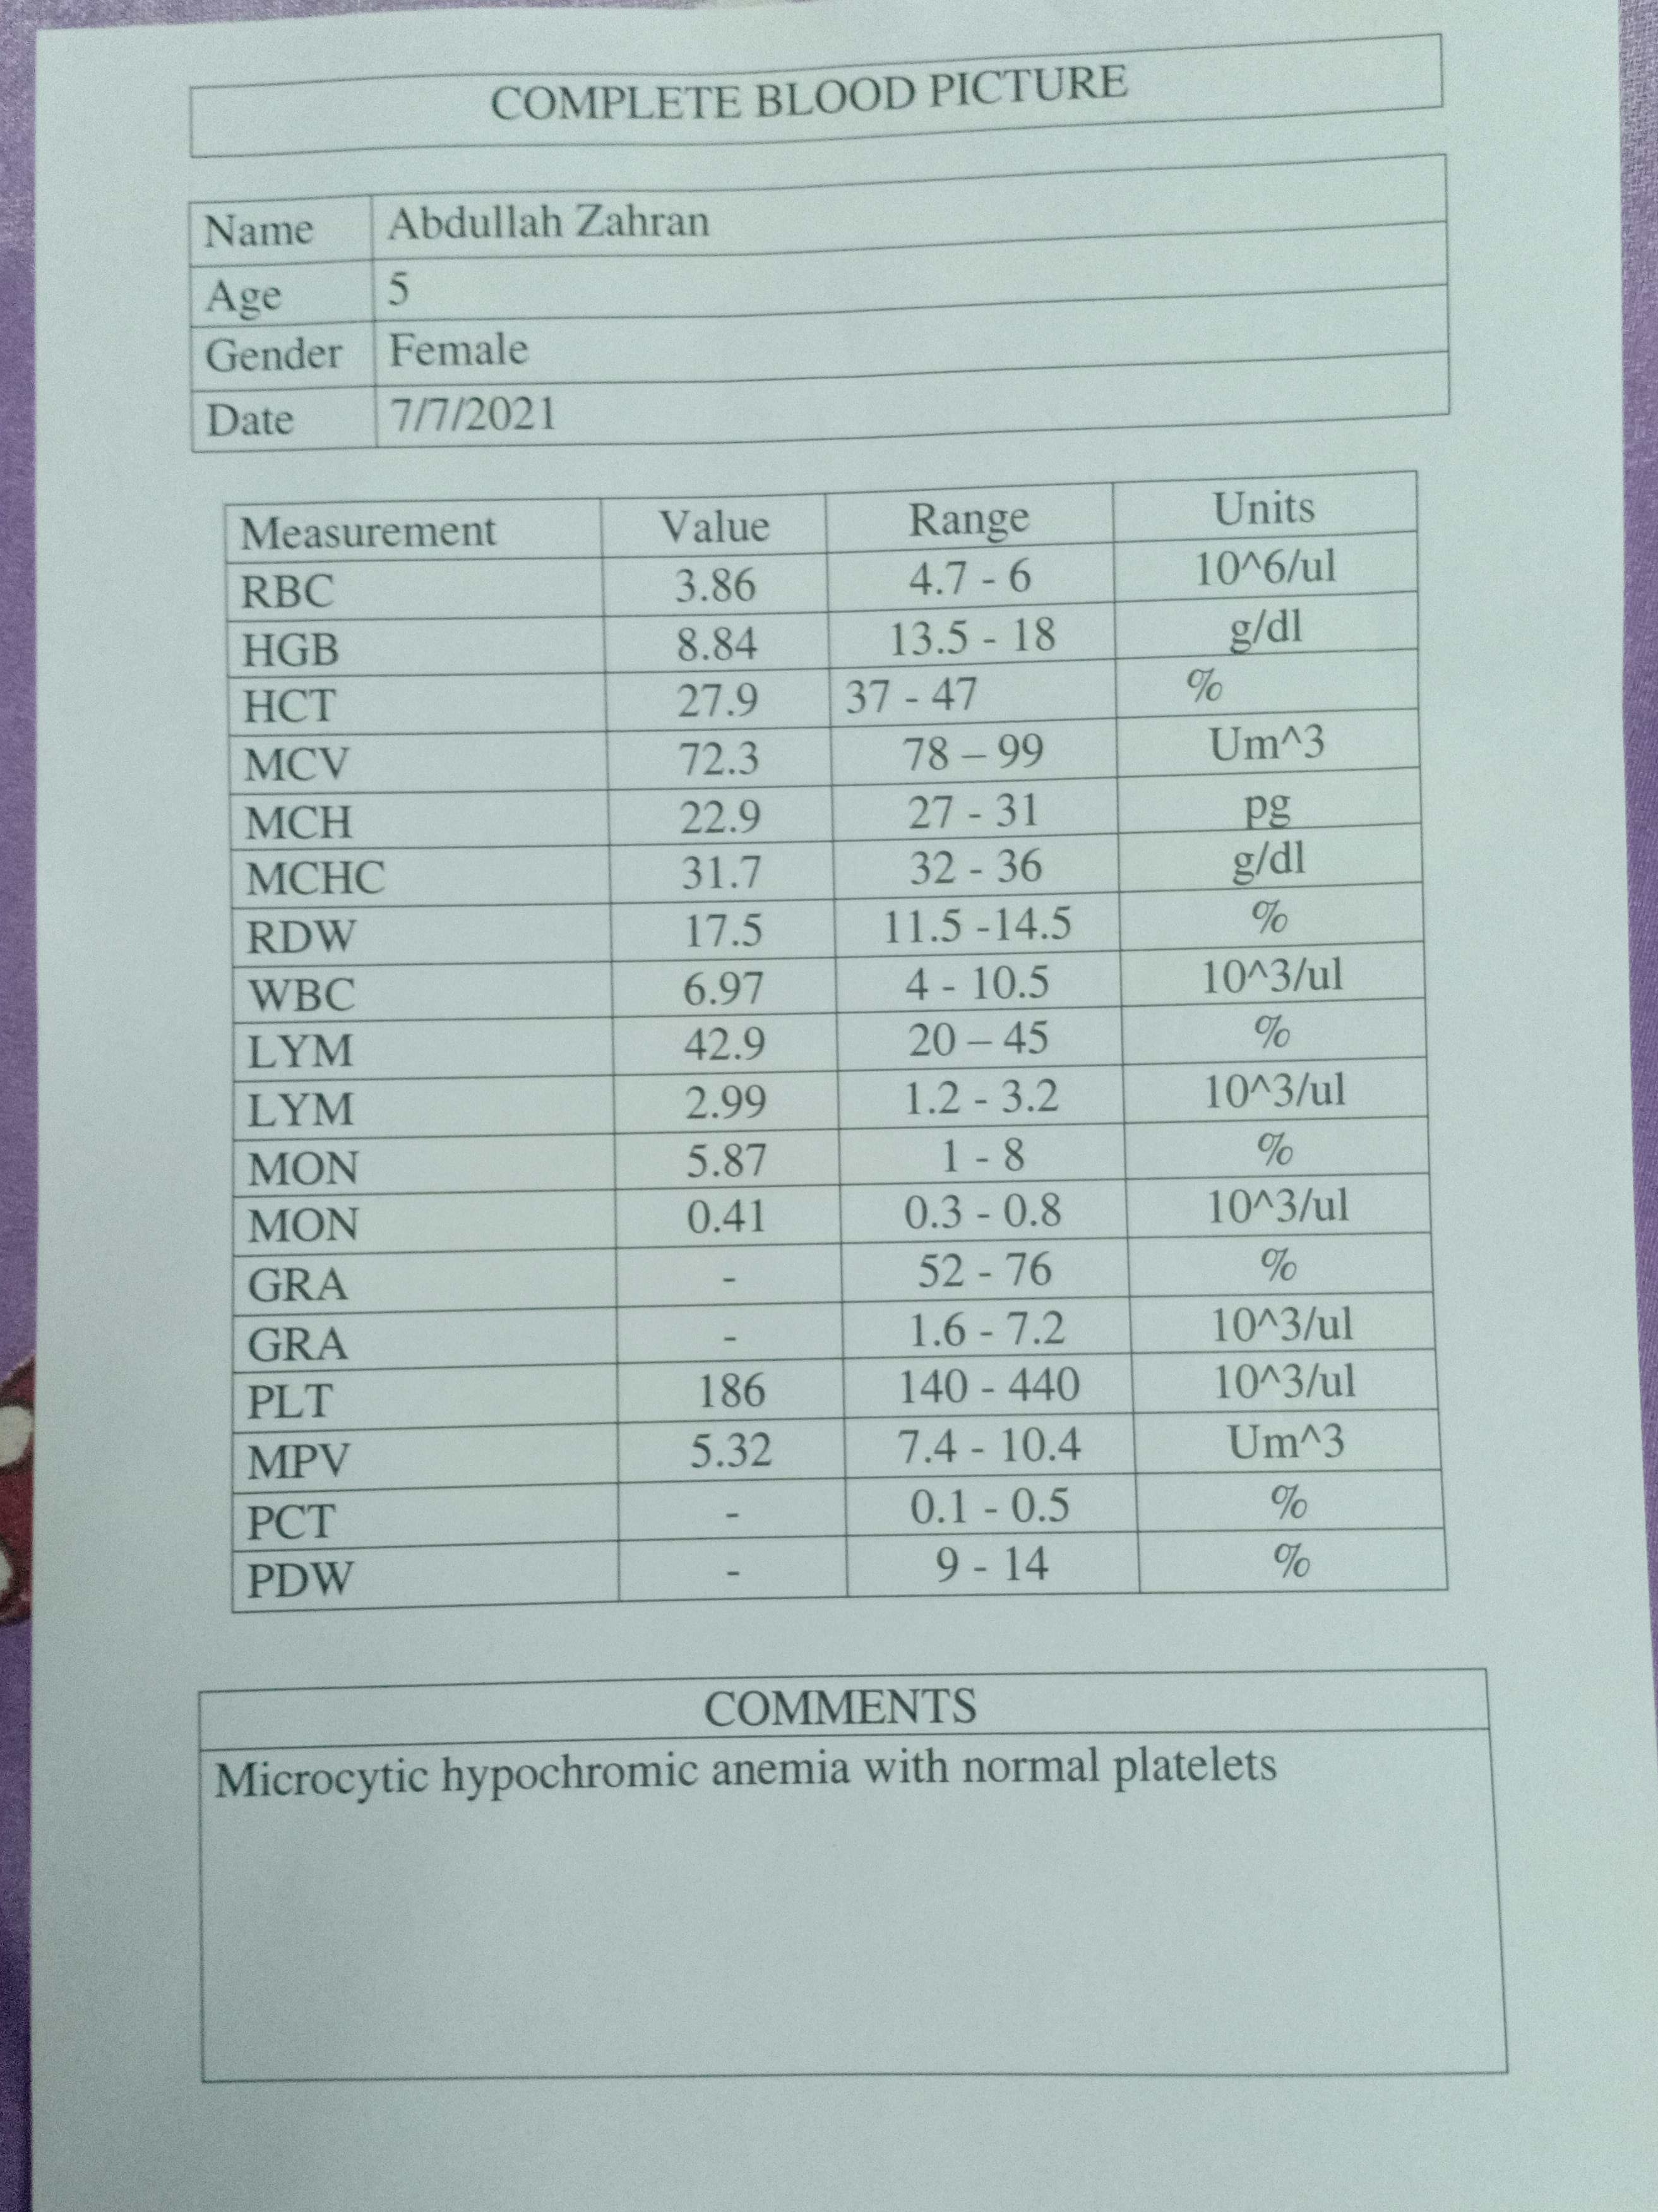 COMPLETE BLOOD PICTURE
Name Abdullah Zahran
Age 5
Gender Female
Date 7/7/2021
Measurement Value Range Units
RBC 3.86 4.7 - 6 10^6/ul
HGB 8.84 13.5 - 18 g/dl
HCT 27.9 37 - 47 %
MCV 72.3 78 – 99 Um^3
MCH 22.9 27 - 31 pg
MCHC 31.7 32 - 36 g/dl
RDW 17.5 11.5 -14.5 %
WBC 6.97 4 - 10.5 10^3/ul
LYM 42.9 20 – 45 %
LYM 2.99 1.2 - 3.2 10^3/ul
MON 5.87 1 - 8 %
MON 0.41 0.3 - 0.8 10^3/ul
GRA - 52 - 76 %
GRA - 1.6 - 7.2 10^3/ul
PLT 186 140 - 440 10^3/ul
MPV 5.32 7.4 - 10.4 Um^3
PCT - 0.1 - 0.5 %
PDW - 9 - 14 %
COMMENTS
Microcytic hypochromic anemia with normal platelets